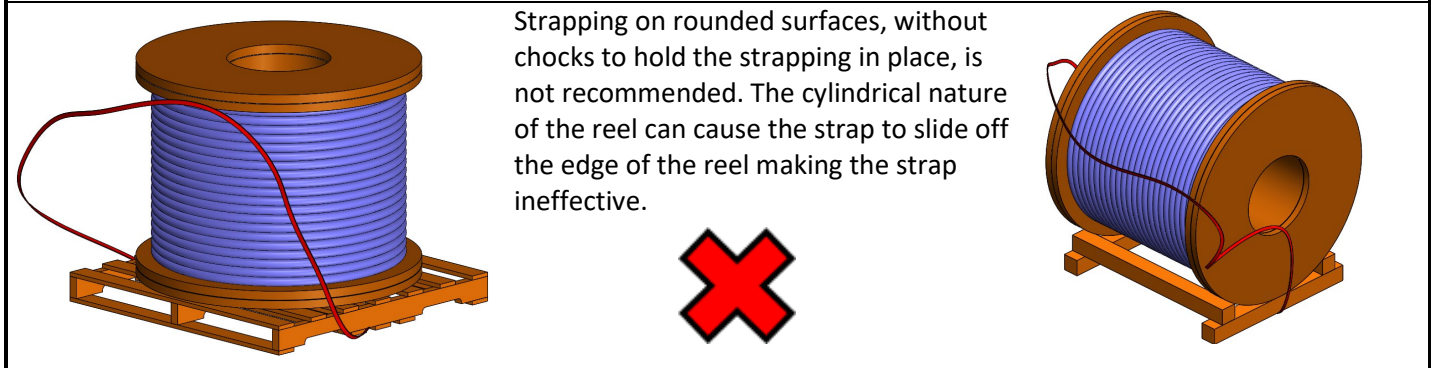 Strapping on rounded surfaces, without
chocks to hold the strapping in place, is
not recommended. The cylindrical nature
of the reel can cause the strap to slide off
the edge of the reel making the strap
ineffective.